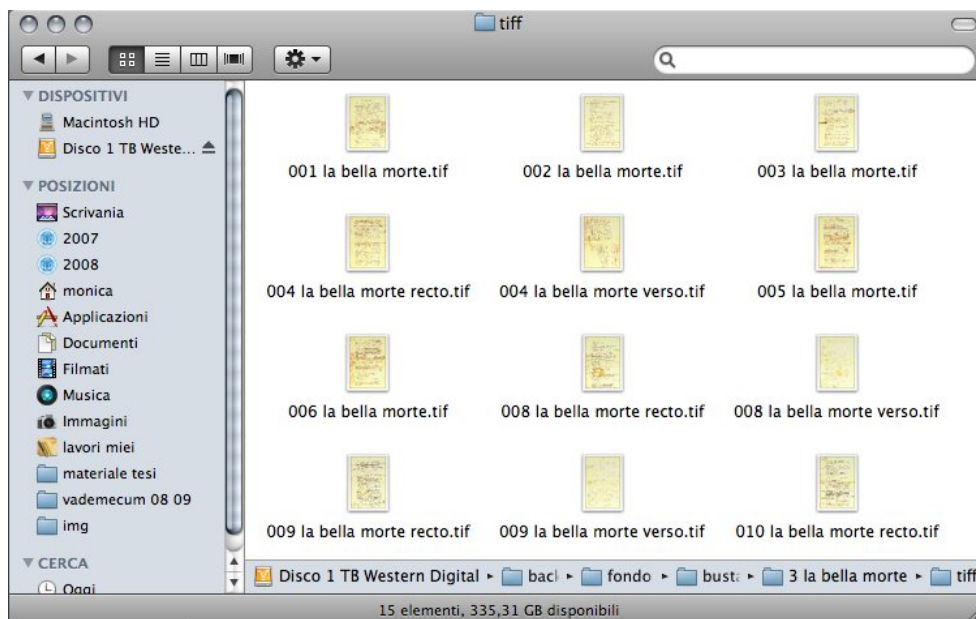 tiff
DISPOSITIVI
Macintosh HD
Disco 1 TB Weste...
POSIZIONI
Scrivania
2007
2008
monica
Applicazioni
Documenti
Filmati
Musica
Immagini
lavori miei
materiale tesi
vademecum 08 09
img
CERCA
Oggi
001 la bella morte.tif
002 la bella morte.tif
003 la bella morte.tif
004 la bella morte recto.tif
004 la bella morte verso.tif
005 la bella morte.tif
006 la bella morte.tif
008 la bella morte recto.tif
008 la bella morte verso.tif
009 la bella morte recto.tif
009 la bella morte verso.tif
010 la bella morte recto.tif
Disco 1 TB Western Digital ▸ back ▸ fondo ▸ busta ▸ 3 la bella morte ▸ tiff
15 elementi, 335,31 GB disponibili